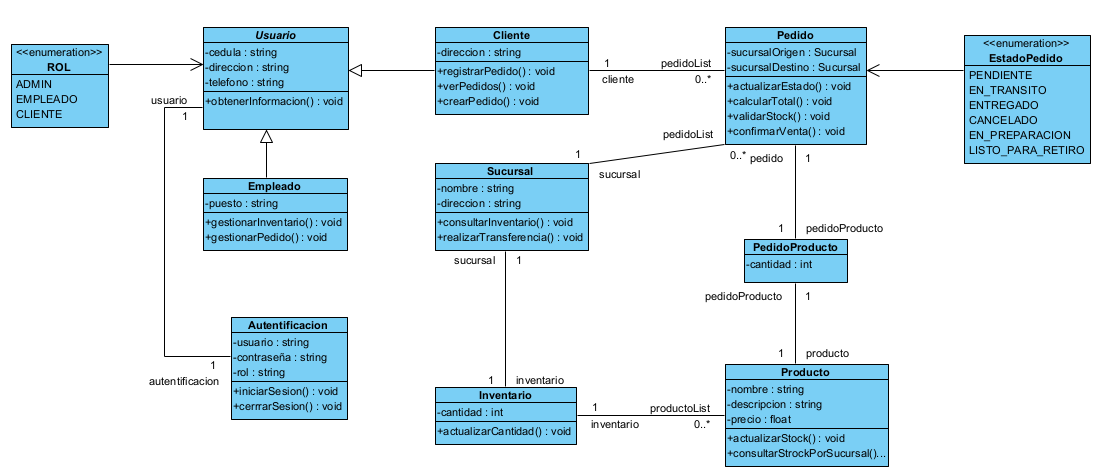 <<enumeration>>
ROL
ADMIN
EMPLEADO
CLIENTE
Usuario
-cedula : string
-direccion : string
-telefono : string
+obtenerInformacion() : void
Cliente
-direccion : string
+registrarPedido() : void
+verPedidos() : void
+crearPedido() : void
1
cliente
pedidoList
0..*
Pedido
-sucursalOrigen : Sucursal
-sucursalDestino : Sucursal
+actualizarEstado() : void
+calcularTotal() : void
+validarStock() : void
+confirmarVenta() : void
<<enumeration>>
EstadoPedido
PENDIENTE
EN_TRANSITO
ENTREGADO
CANCELADO
EN_PREPARACION
LISTO_PARA_RETIRO
usuario
1
Empleado
-puesto : string
+gestionarInventario() : void
+gestionarPedido() : void
1
sucursal
pedidoList
0..*
Sucursal
-nombre : string
-direccion : string
+consultarInventario() : void
+realizarTransferencia() : void
pedido
1
1
pedidoProducto
PedidoProducto
-cantidad : int
sucursal
1
pedidoProducto
1
Autentificacion
-usuario : string
-contraseña : string
-rol : string
+iniciarSesion() : void
+cerrrarSesion() : void
1
autentificacion
1
inventario
1
producto
Inventario
-cantidad : int
+actualizarCantidad() : void
1
inventario
productoList
0..*
Producto
-nombre : string
-descripcion : string
-precio : float
+actualizarStock() : void
+consultarStrockPorSucursal()...